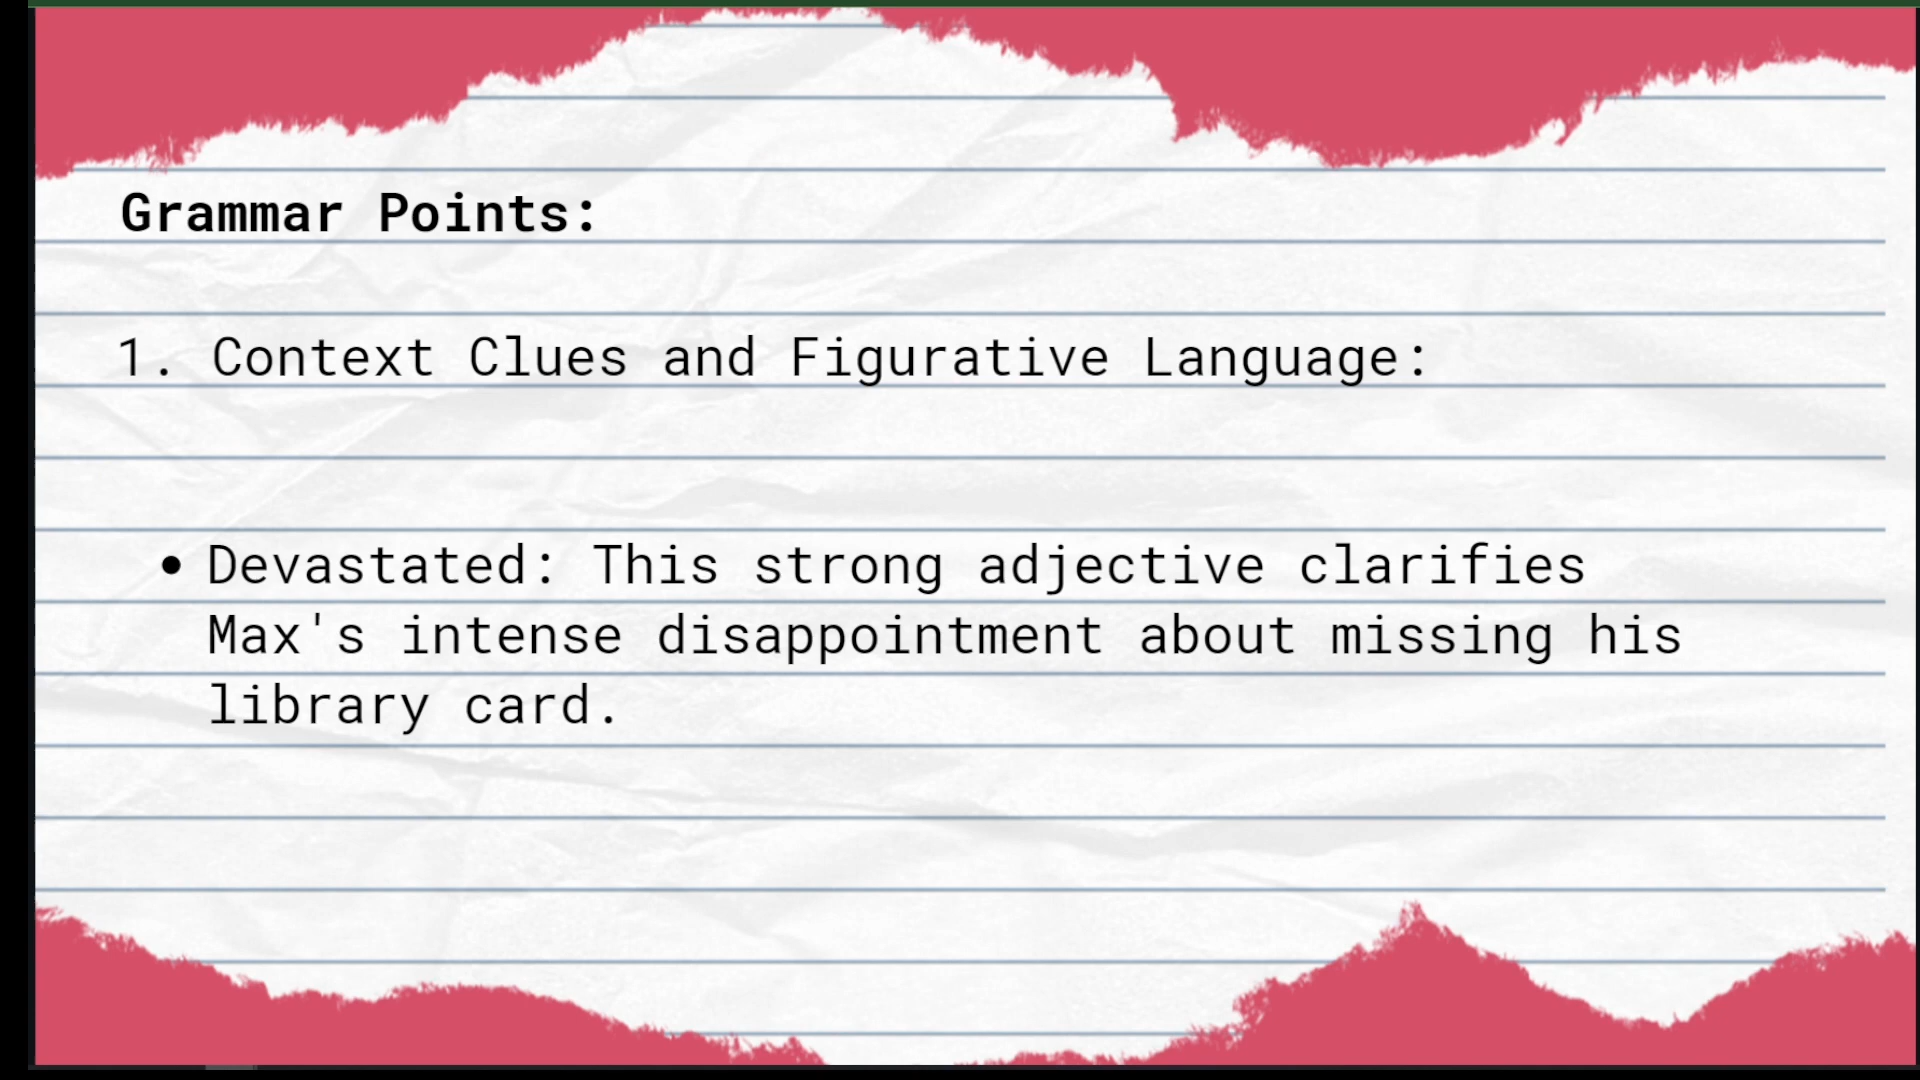 Grammar Points:
1. Context Clues and Figurative Language:
• Devastated: This strong adjective clarifies
Max's intense disappointment about missing his
library card.